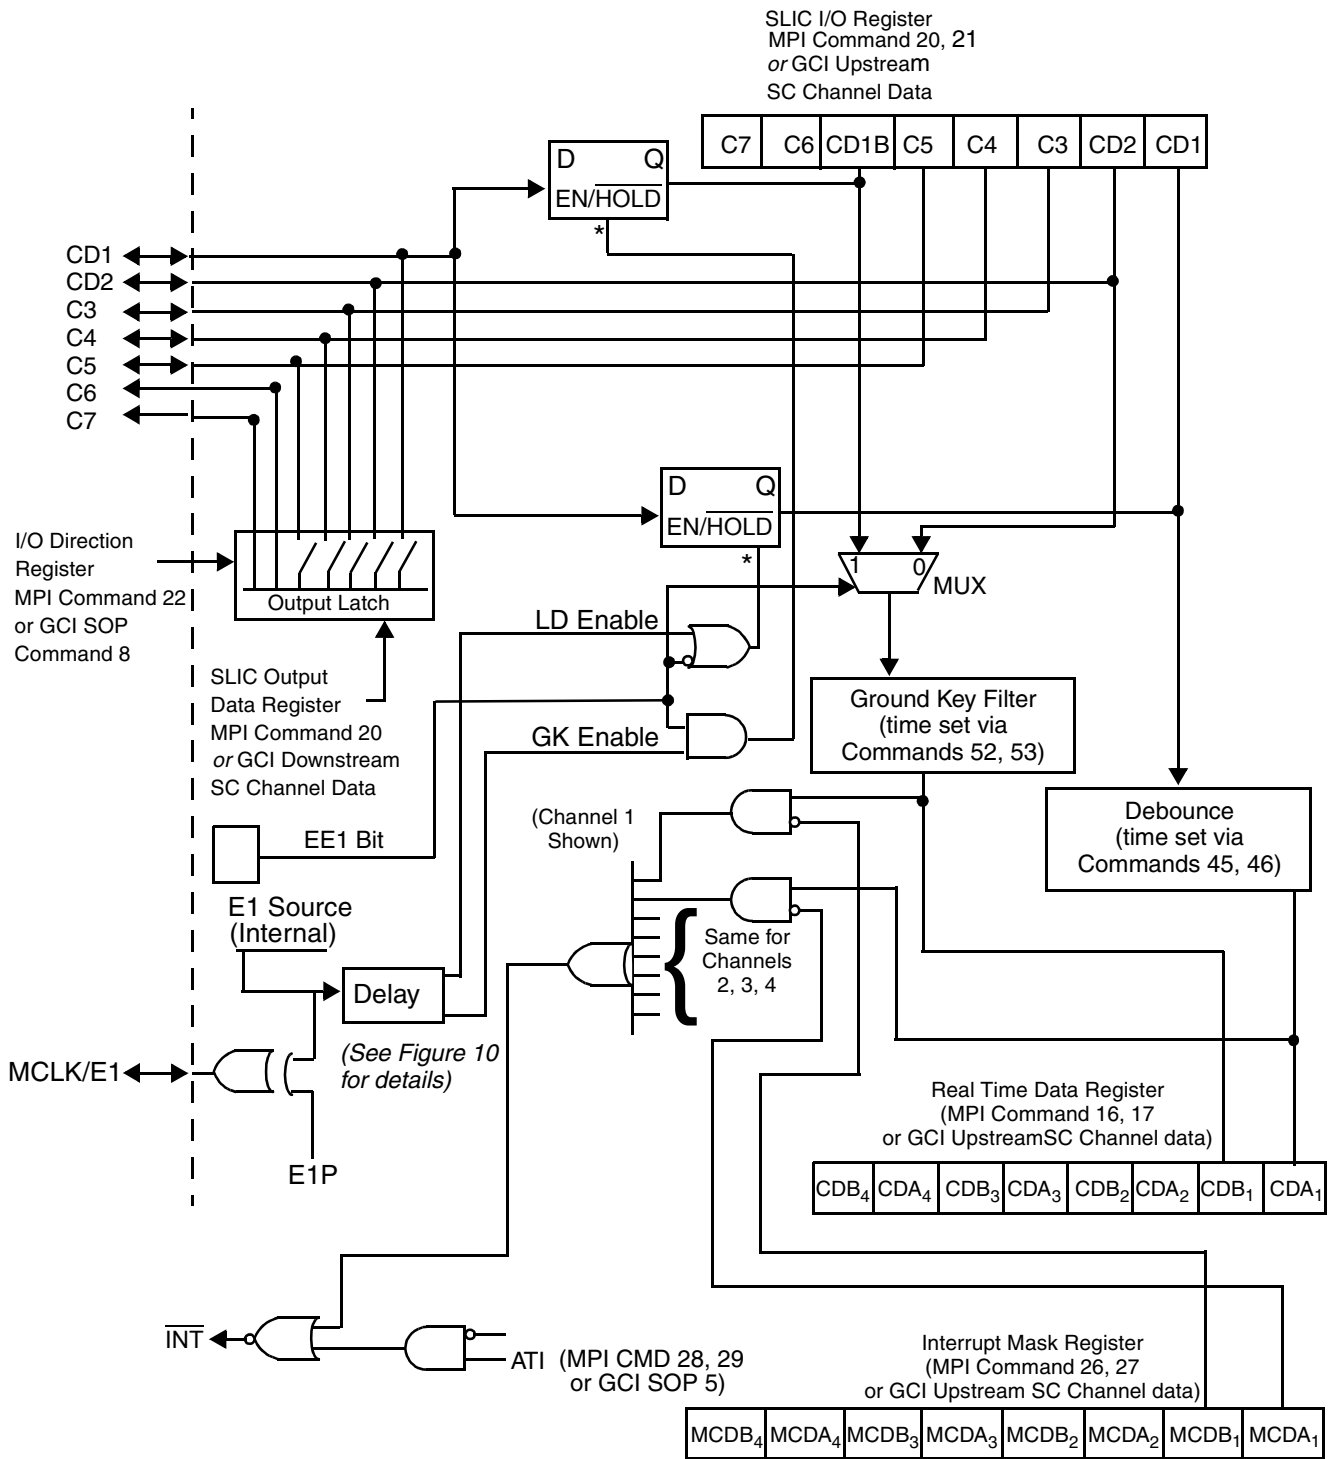 SLIC I/O Register
MPI Command 20, 21
or GCI Upstream
SC Channel Data
C7 C6 CD1B C5 C4 C3 CD2 CD1
D Q
EN/HOLD
*
CD1
CD2
C3
C4
C5
C6
C7
D Q
EN/HOLD
*
I/O Direction
Register
MPI Command 22
or GCI SOP
Command 8
Output Latch
1 0
MUX
LD Enable
SLIC Output
Data Register
MPI Command 20
or GCI Downstream
SC Channel Data
GK Enable
Ground Key Filter
(time set via
Commands 52, 53)
Debounce
(time set via
Commands 45, 46)
(Channel 1
Shown)
EE1 Bit
E1 Source
(Internal)
Same for
Channels
2, 3, 4
{
Delay
(See Figure 10
for details)
MCLK/E1
E1P
Real Time Data Register
(MPI Command 16, 17
or GCI UpstreamSC Channel data)
CDB4 CDA4 CDB3 CDA3 CDB2 CDA2 CDB1 CDA1
INT
ATI (MPI CMD 28, 29
or GCI SOP 5)
Interrupt Mask Register
(MPI Command 26, 27
or GCI Upstream SC Channel data)
MCDB4 MCDA4 MCDB3 MCDA3 MCDB2 MCDA2 MCDB1 MCDA1